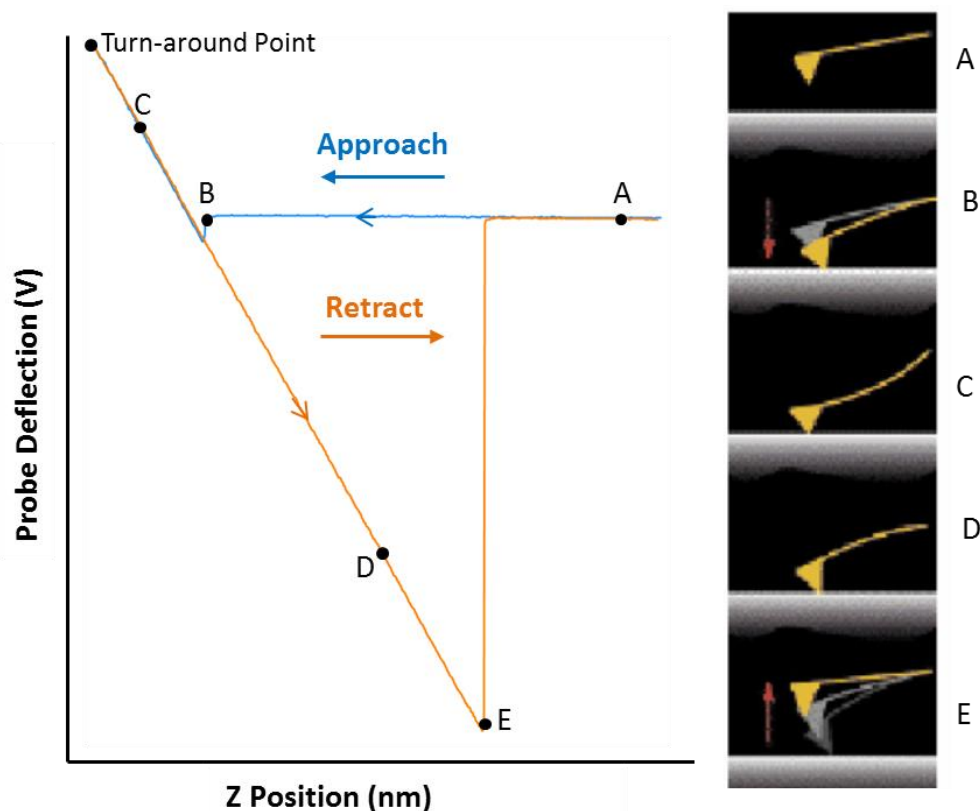 Turn-around Point
C
Approach
B
A
Retract
D
E
Probe Deflection (V)
Z Position (nm)
A
B
C
D
E